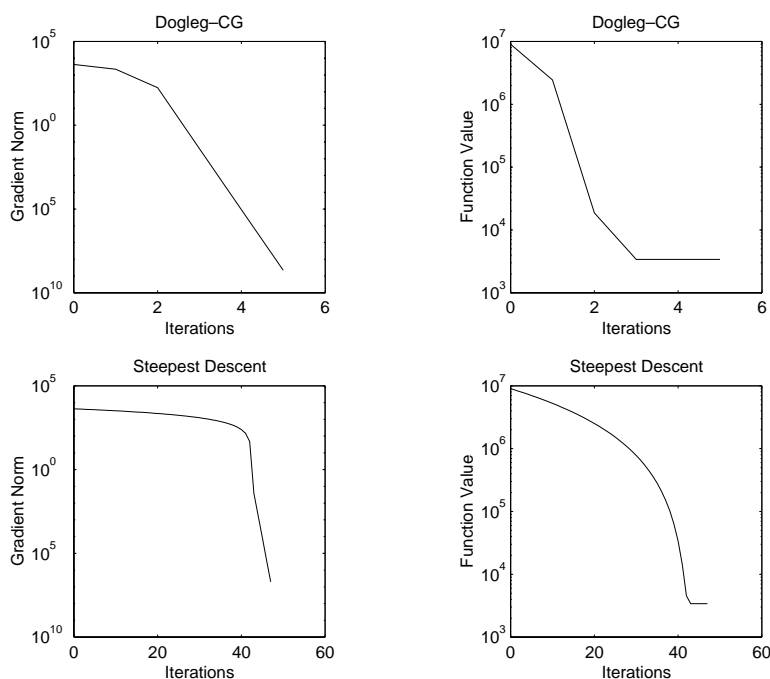 Dogleg–CG
10^5
10^0
10^5
10^10
Gradient Norm
0 2 4 6
Iterations
Dogleg–CG
10^7
10^6
10^5
10^4
10^3
Function Value
0 2 4 6
Iterations
Steepest Descent
10^5
10^0
10^5
10^10
Gradient Norm
0 20 40 60
Iterations
Steepest Descent
10^7
10^6
10^5
10^4
10^3
Function Value
0 20 40 60
Iterations